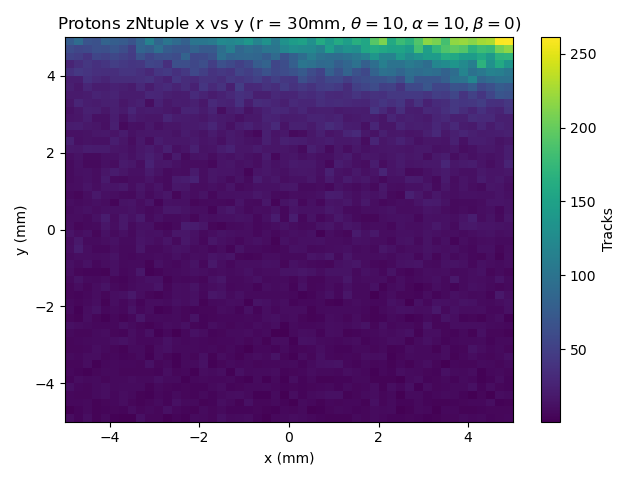 Protons zNtuple x vs y (r = 30mm, θ = 10, α = 10, β = 0)
4
2
0
−2
−4
y (mm)
−4 −2 0 2 4
x (mm)
250
200
150
100
50
Tracks